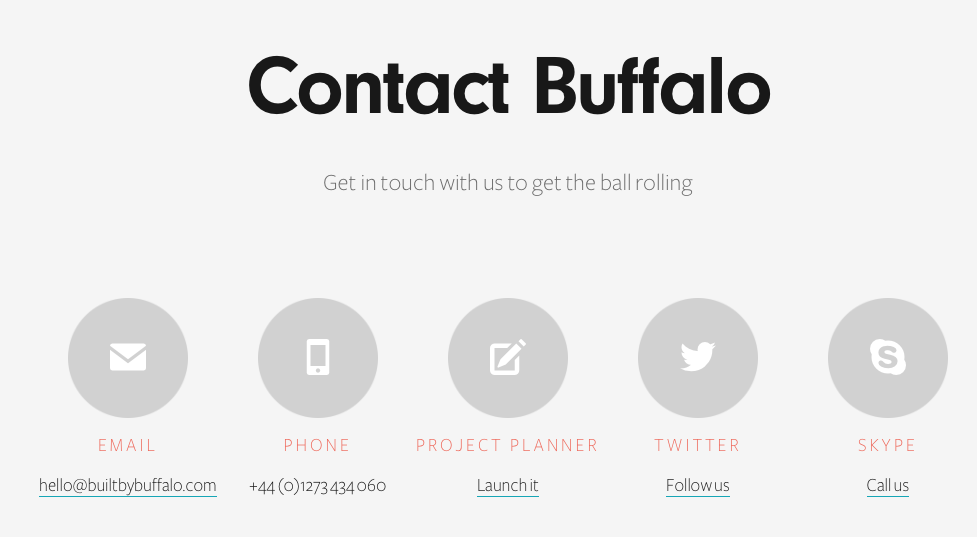 Contact Buffalo
Get in touch with us to get the ball rolling
EMAIL PHONE PROJECT PLANNER TWITTER SKYPE
hello@builtbybuffalo.com +44 (0)1273 434 060 Launch it Follow us Call us